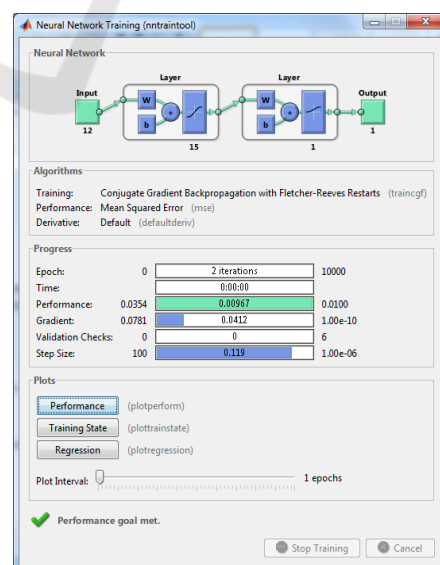 Neural Network Training (nntraintool)
Neural Network
Layer Layer
Input Output
W W
+ +
b b
12 1
15 1
Algorithms
Training: Conjugate Gradient Backpropagation with Fletcher-Reeves Restarts (traincgf)
Performance: Mean Squared Error (mse)
Derivative: Default (defaultderiv)
Progress
Epoch: 0 2 iterations 10000
Time: 0:00:00
Performance: 0.0354 0.00967 0.0100
Gradient: 0.0781 0.0412 1.00e-10
Validation Checks: 0 0 6
Step Size: 100 0.119 1.00e-06
Plots
Performance (plotperform)
Training State (plottrainstate)
Regression (plotregression)
Plot Interval: 1 epochs
Performance goal met.
Stop Training Cancel